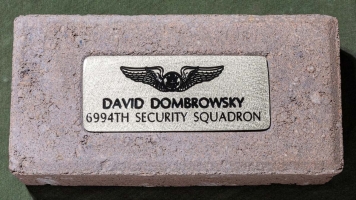 DAVID DOMBROWSKY
6994TH SECURITY SQUADRON